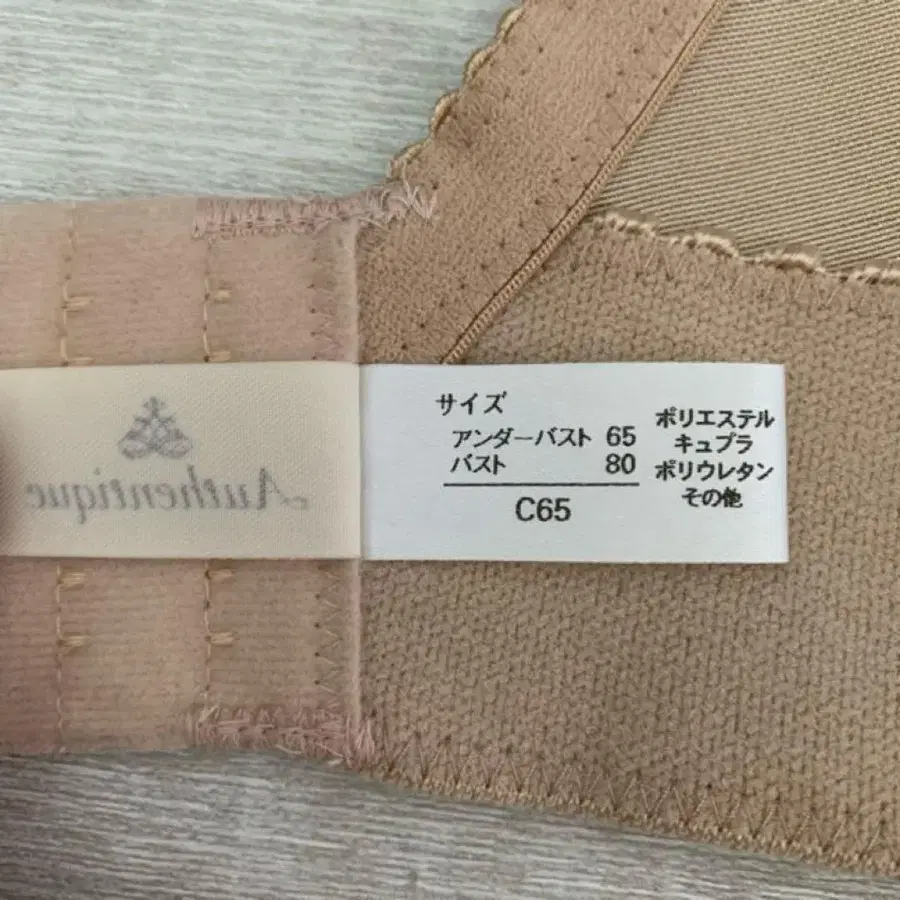 Authentique
サイズ
アンダーバスト 65
バスト 80
C65
ポリエステル
キュプラ
ポリウレタン
その他